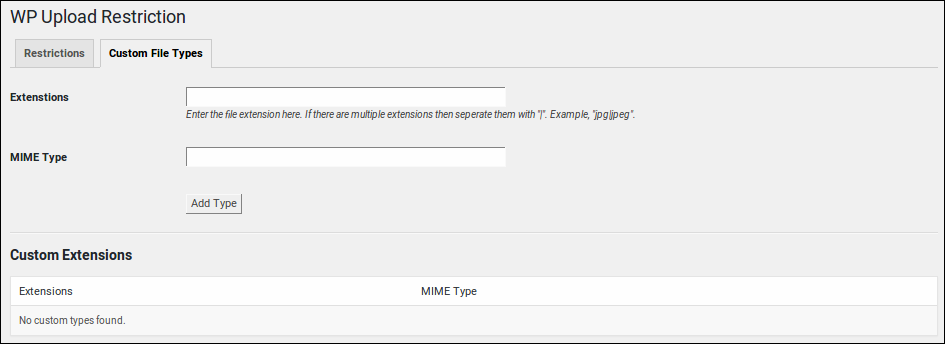 WP Upload Restriction
Restrictions Custom File Types
Extenstions
Enter the file extension here. If there are multiple extensions then seperate them with "|". Example, "jpg|jpeg".
MIME Type
Add Type
Custom Extensions
Extensions MIME Type
No custom types found.